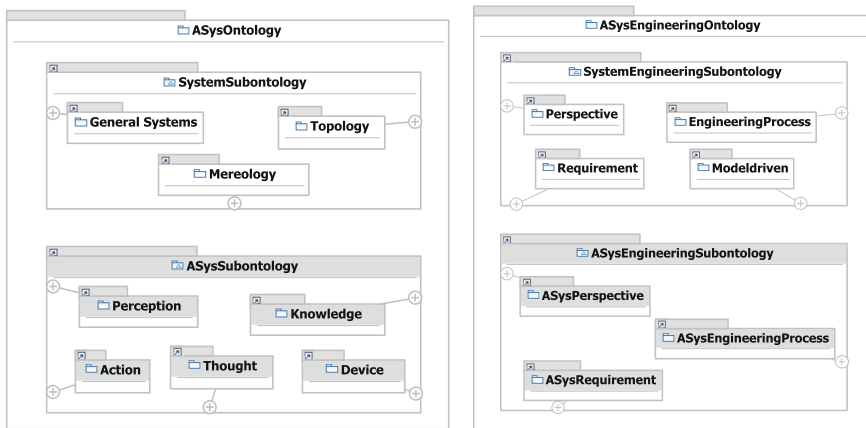 ASysOntology
SystemSubontology
General Systems
Topology
Mereology
ASysSubontology
Perception
Knowledge
Action
Thought
Device
ASysEngineeringOntology
SystemEngineeringSubontology
Perspective
EngineeringProcess
Requirement
Modeldriven
ASysEngineeringSubontology
ASysPerspective
ASysEngineeringProcess
ASysRequirement